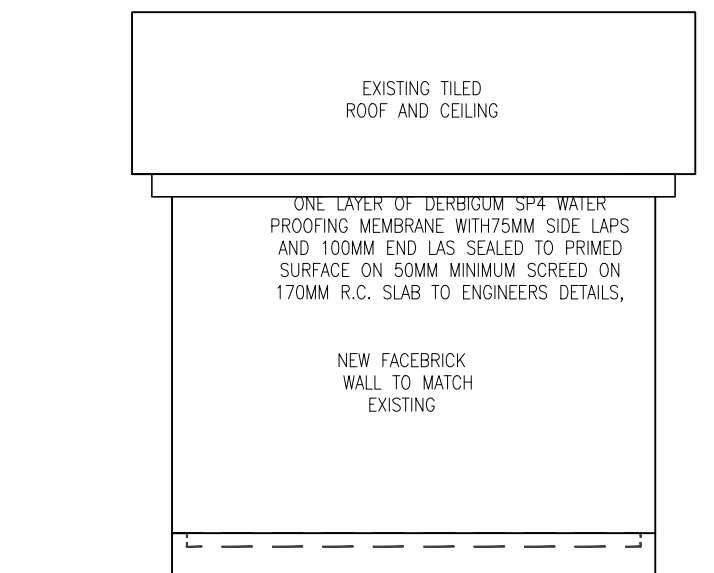 EXISTING TILED
ROOF AND CEILING
ONE LAYER OF DERBIGUM SP4 WATER
PROOFING MEMBRANE WITH75MM SIDE LAPS
AND 100MM END LAS SEALED TO PRIMED
SURFACE ON 50MM MINIMUM SCREED ON
170MM R.C. SLAB TO ENGINEERS DETAILS,
NEW FACEBRICK
WALL TO MATCH
EXISTING